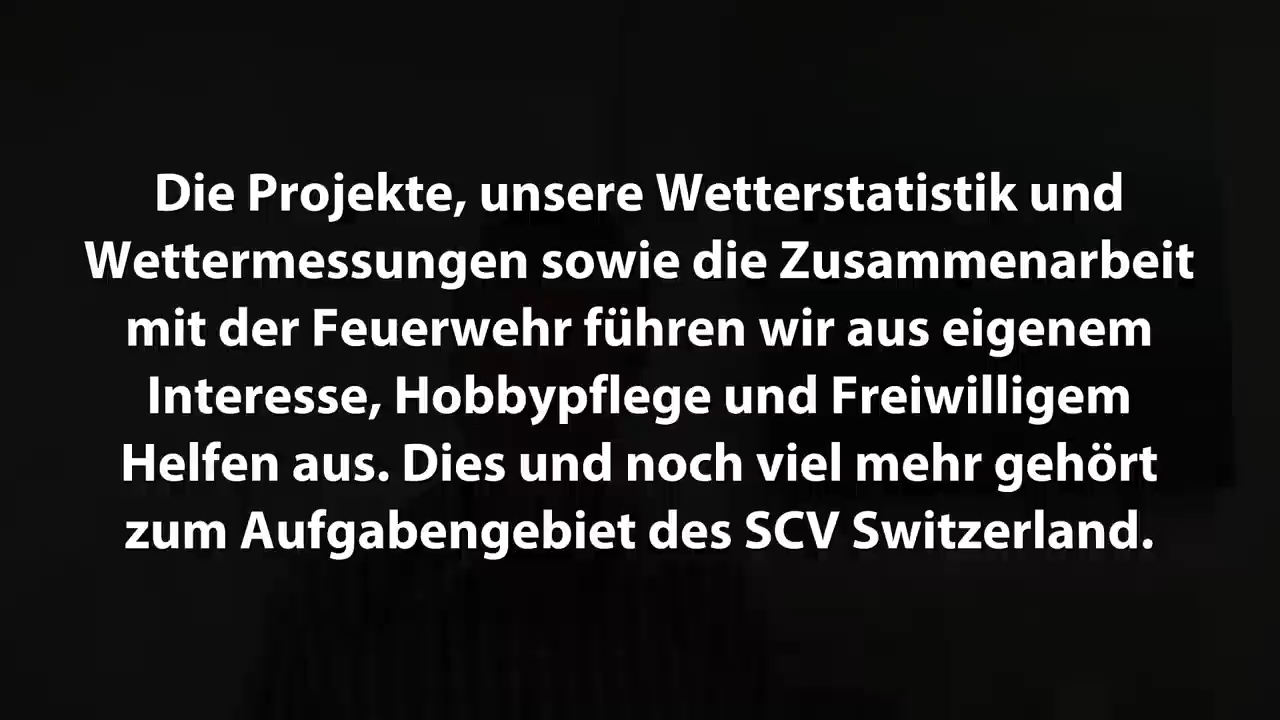 Die Projekte, unsere Wetterstatistik und
Wettermessungen sowie die Zusammenarbeit
mit der Feuerwehr führen wir aus eigenem
Interesse, Hobbypflege und Freiwilligem
Helfen aus. Dies und noch viel mehr gehört
zum Aufgabengebiet des SCV Switzerland.